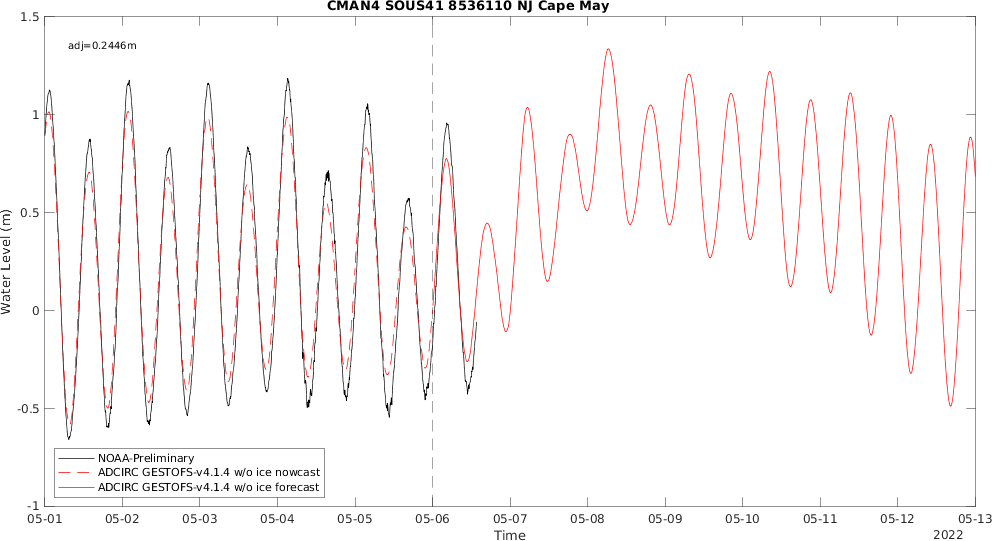 CMAN4 SOUS41 8536110 NJ Cape May
adj=0.2446m
1.5
1
0.5
0
-0.5
-1
Water Level (m)
NOAA-Preliminary
ADCIRC GESTOFS-v4.1.4 w/o ice nowcast
ADCIRC GESTOFS-v4.1.4 w/o ice forecast
05-01 05-02 05-03 05-04 05-05 05-06 05-07 05-08 05-09 05-10 05-11 05-12 05-13
Time
2022